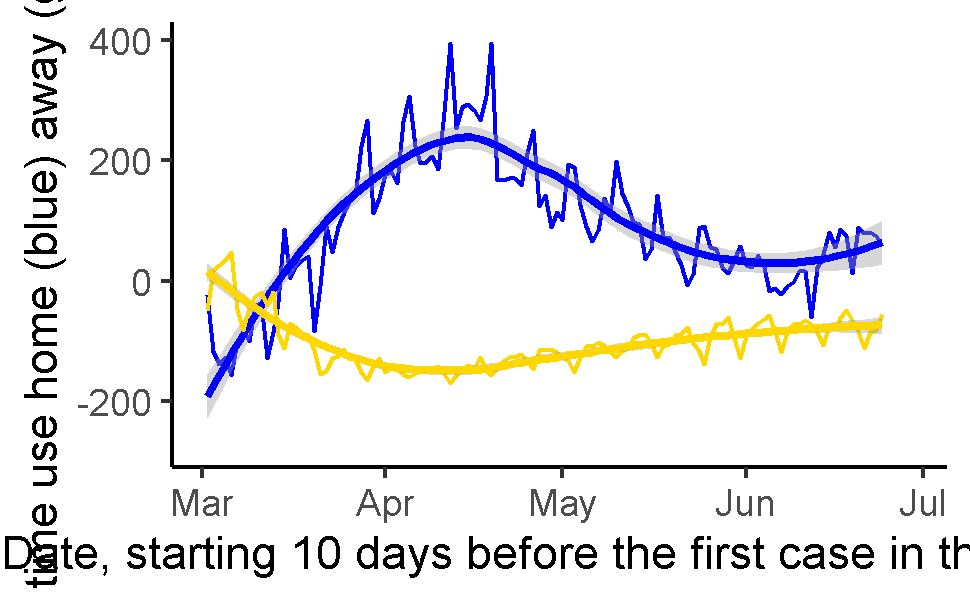 time use home (blue) away (
400
200
0
-200
Mar Apr May Jun Jul
Date, starting 10 days before the first case in th